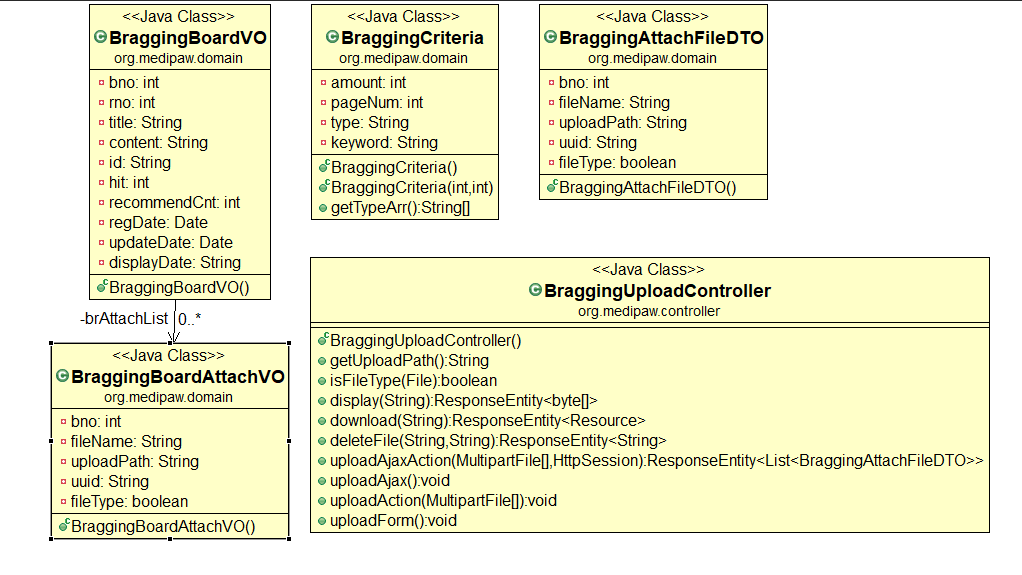 <<Java Class>>
BraggingBoardVO
org.medipaw.domain
bno: int
rno: int
title: String
content: String
id: String
hit: int
recommendCnt: int
regDate: Date
updateDate: Date
displayDate: String
BraggingBoardVO()
-brAttachList 0..*
<<Java Class>>
BraggingBoardAttachVO
org.medipaw.domain
bno: int
fileName: String
uploadPath: String
uuid: String
fileType: boolean
BraggingBoardAttachVO()
<<Java Class>>
BraggingCriteria
org.medipaw.domain
amount: int
pageNum: int
type: String
keyword: String
BraggingCriteria()
BraggingCriteria(int,int)
getTypeArr():String[]
<<Java Class>>
BraggingAttachFileDTO
org.medipaw.domain
bno: int
fileName: String
uploadPath: String
uuid: String
fileType: boolean
BraggingAttachFileDTO()
<<Java Class>>
BraggingUploadController
org.medipaw.controller
BraggingUploadController()
getUploadPath():String
isFileType(File):boolean
display(String):ResponseEntity<byte[]>
download(String):ResponseEntity<Resource>
deleteFile(String,String):ResponseEntity<String>
uploadAjaxAction(MultipartFile[],HttpSession):ResponseEntity<List<BraggingAttachFileDTO>>
uploadAjax():void
uploadAction(MultipartFile[]):void
uploadForm():void